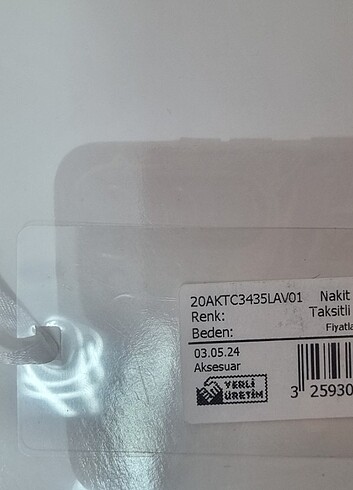 20AKTC3435LAV01 Nakit
Renk: Taksitli
Beden: Fiyatla
03.05.24
Aksesuar
YERLİ
ÜRETİM
3 25930